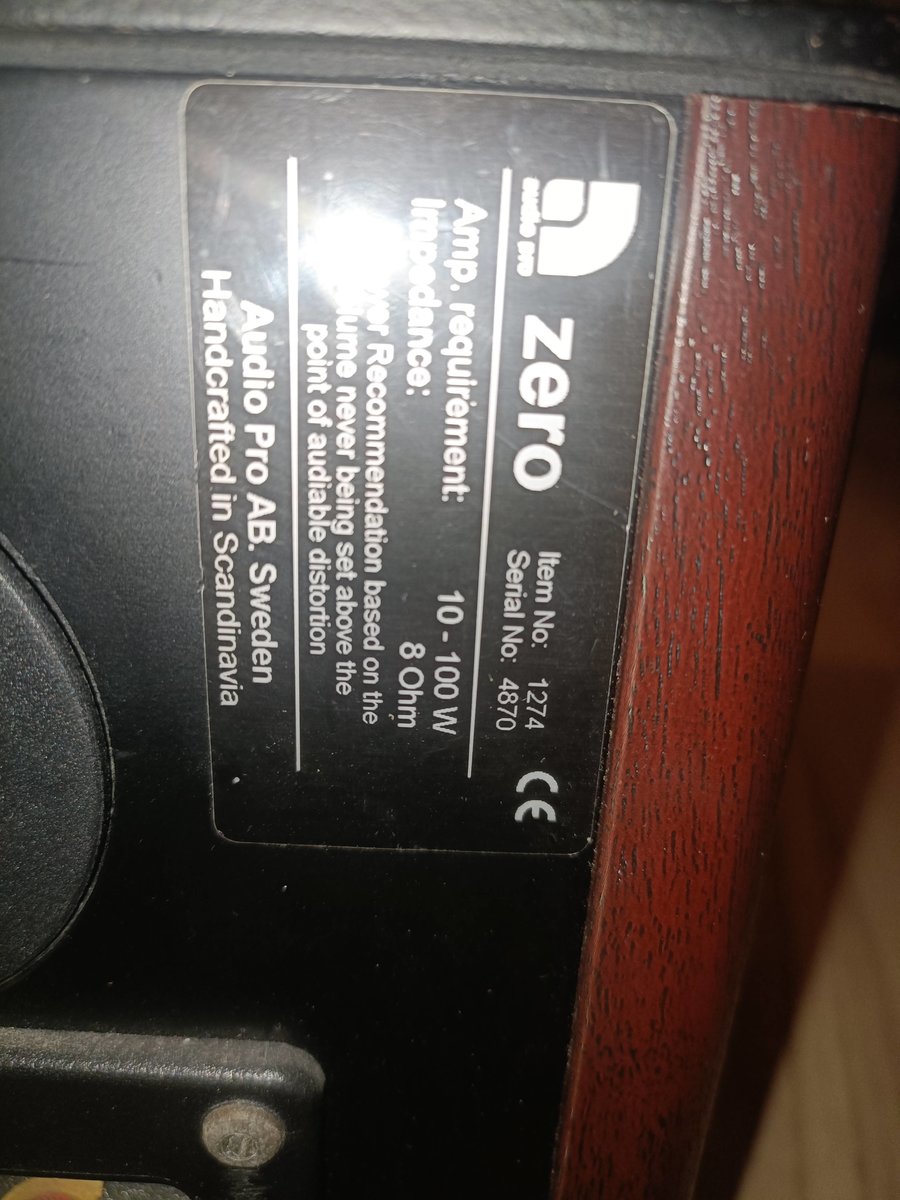 audio pro
zero
Item No: 1274
Serial No: 4870
CE
Amp. requirement: 10 - 100 W
Impedance: 8 Ohm
Recommendation based on the
never being set above the
point of audiable distortion
Audio Pro AB. Sweden
Handcrafted in Scandinavia